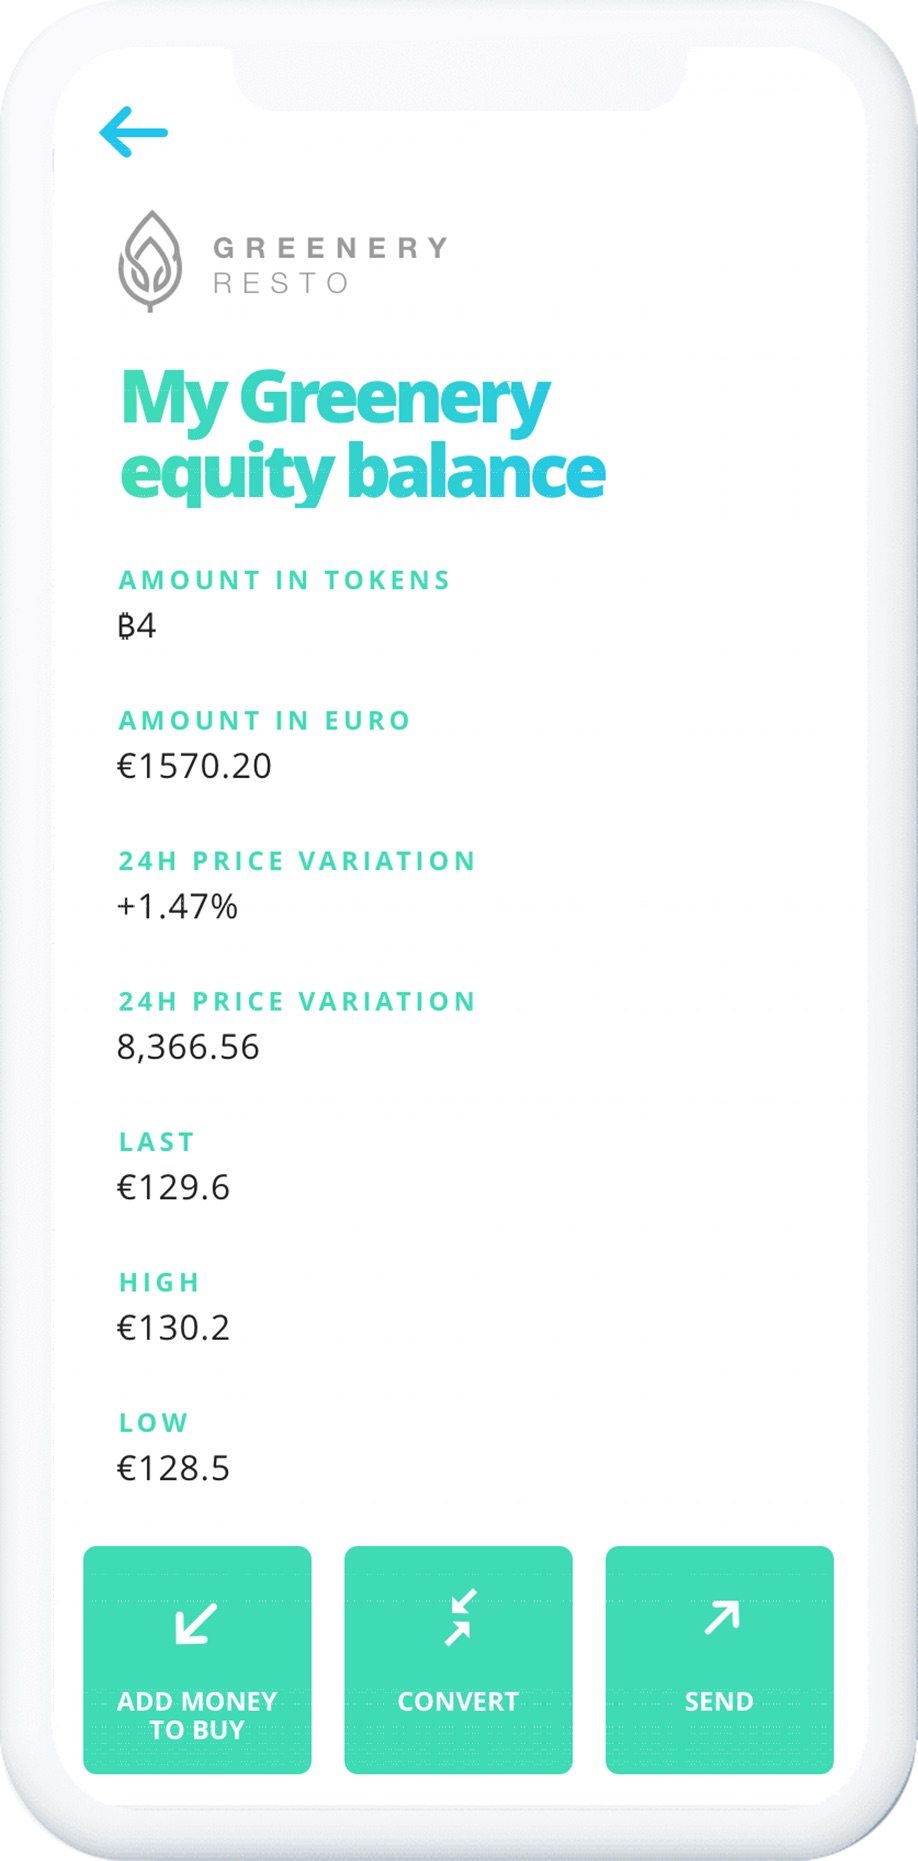 GREENERY
RESTO
My Greenery
equity balance
AMOUNT IN TOKENS
฿4
AMOUNT IN EURO
€1570.20
24H PRICE VARIATION
+1.47%
24H PRICE VARIATION
8,366.56
LAST
€129.6
HIGH
€130.2
LOW
€128.5
ADD MONEY
TO BUY
CONVERT
SEND